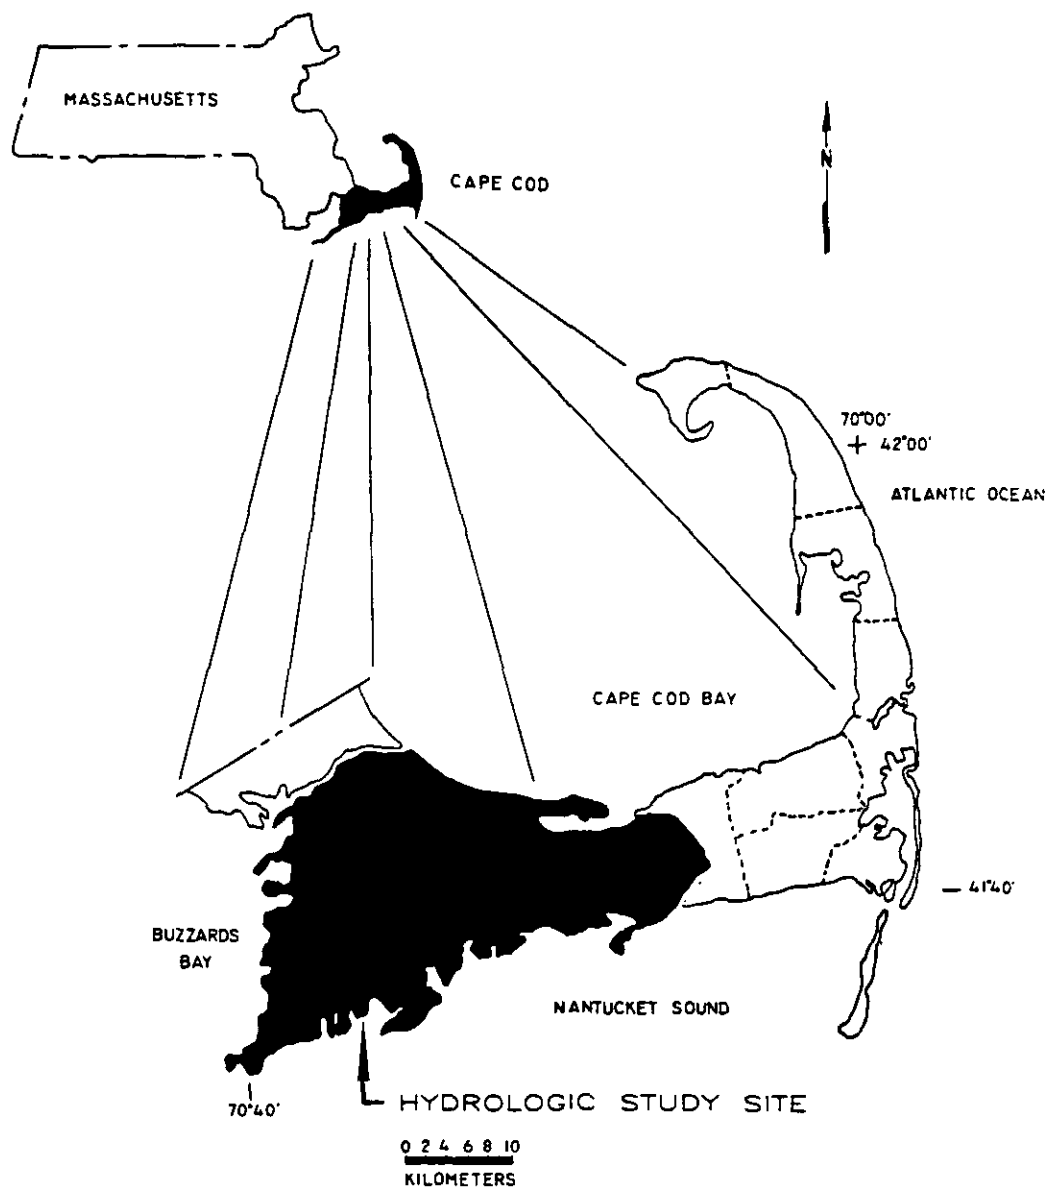 MASSACHUSETTS
CAPE COD
N
70°00'
42°00'
ATLANTIC OCEAN
CAPE COD BAY
41°40'
BUZZARDS
BAY
NANTUCKET SOUND
70°40'
HYDROLOGIC STUDY SITE
0 2 4 6 8 10
KILOMETERS